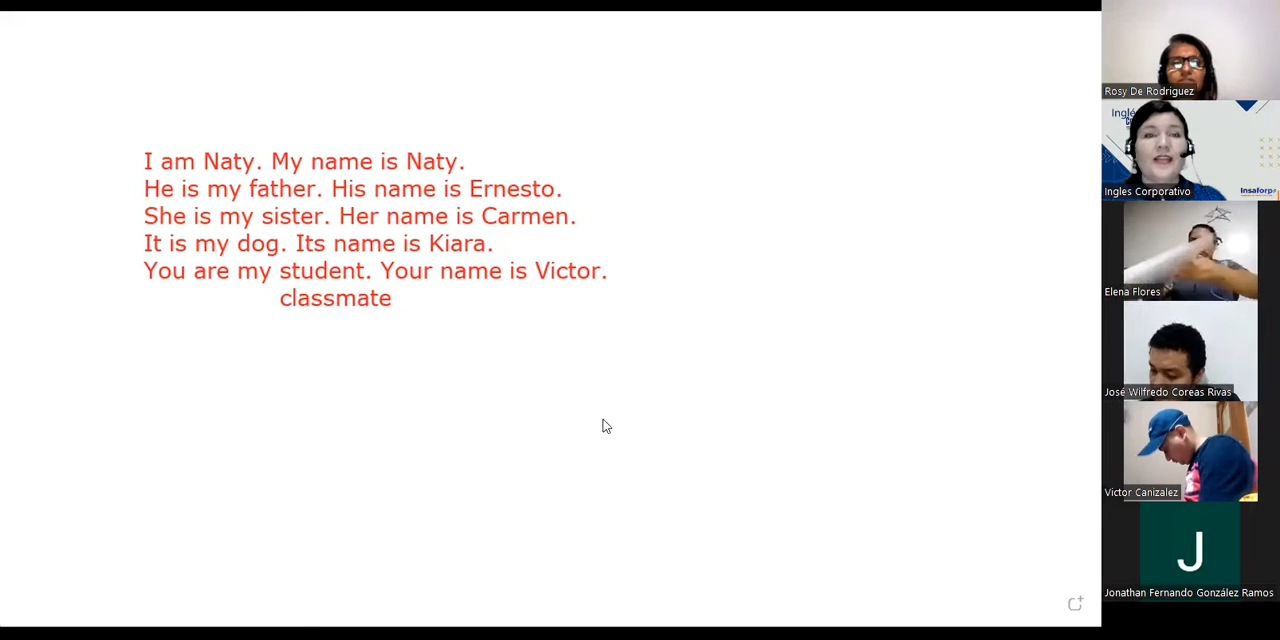 I am Naty. My name is Naty.
He is my father. His name is Ernesto.
She is my sister. Her name is Carmen.
It is my dog. Its name is Kiara.
You are my student. Your name is Victor.
classmate
Rosy De Rodriguez
Inglé
Ingles Corporativo
Insaforp
Elena Flores
José Wilfredo Coreas Rivas
Victor Canizalez
J
Jonathan Fernando González Ramos